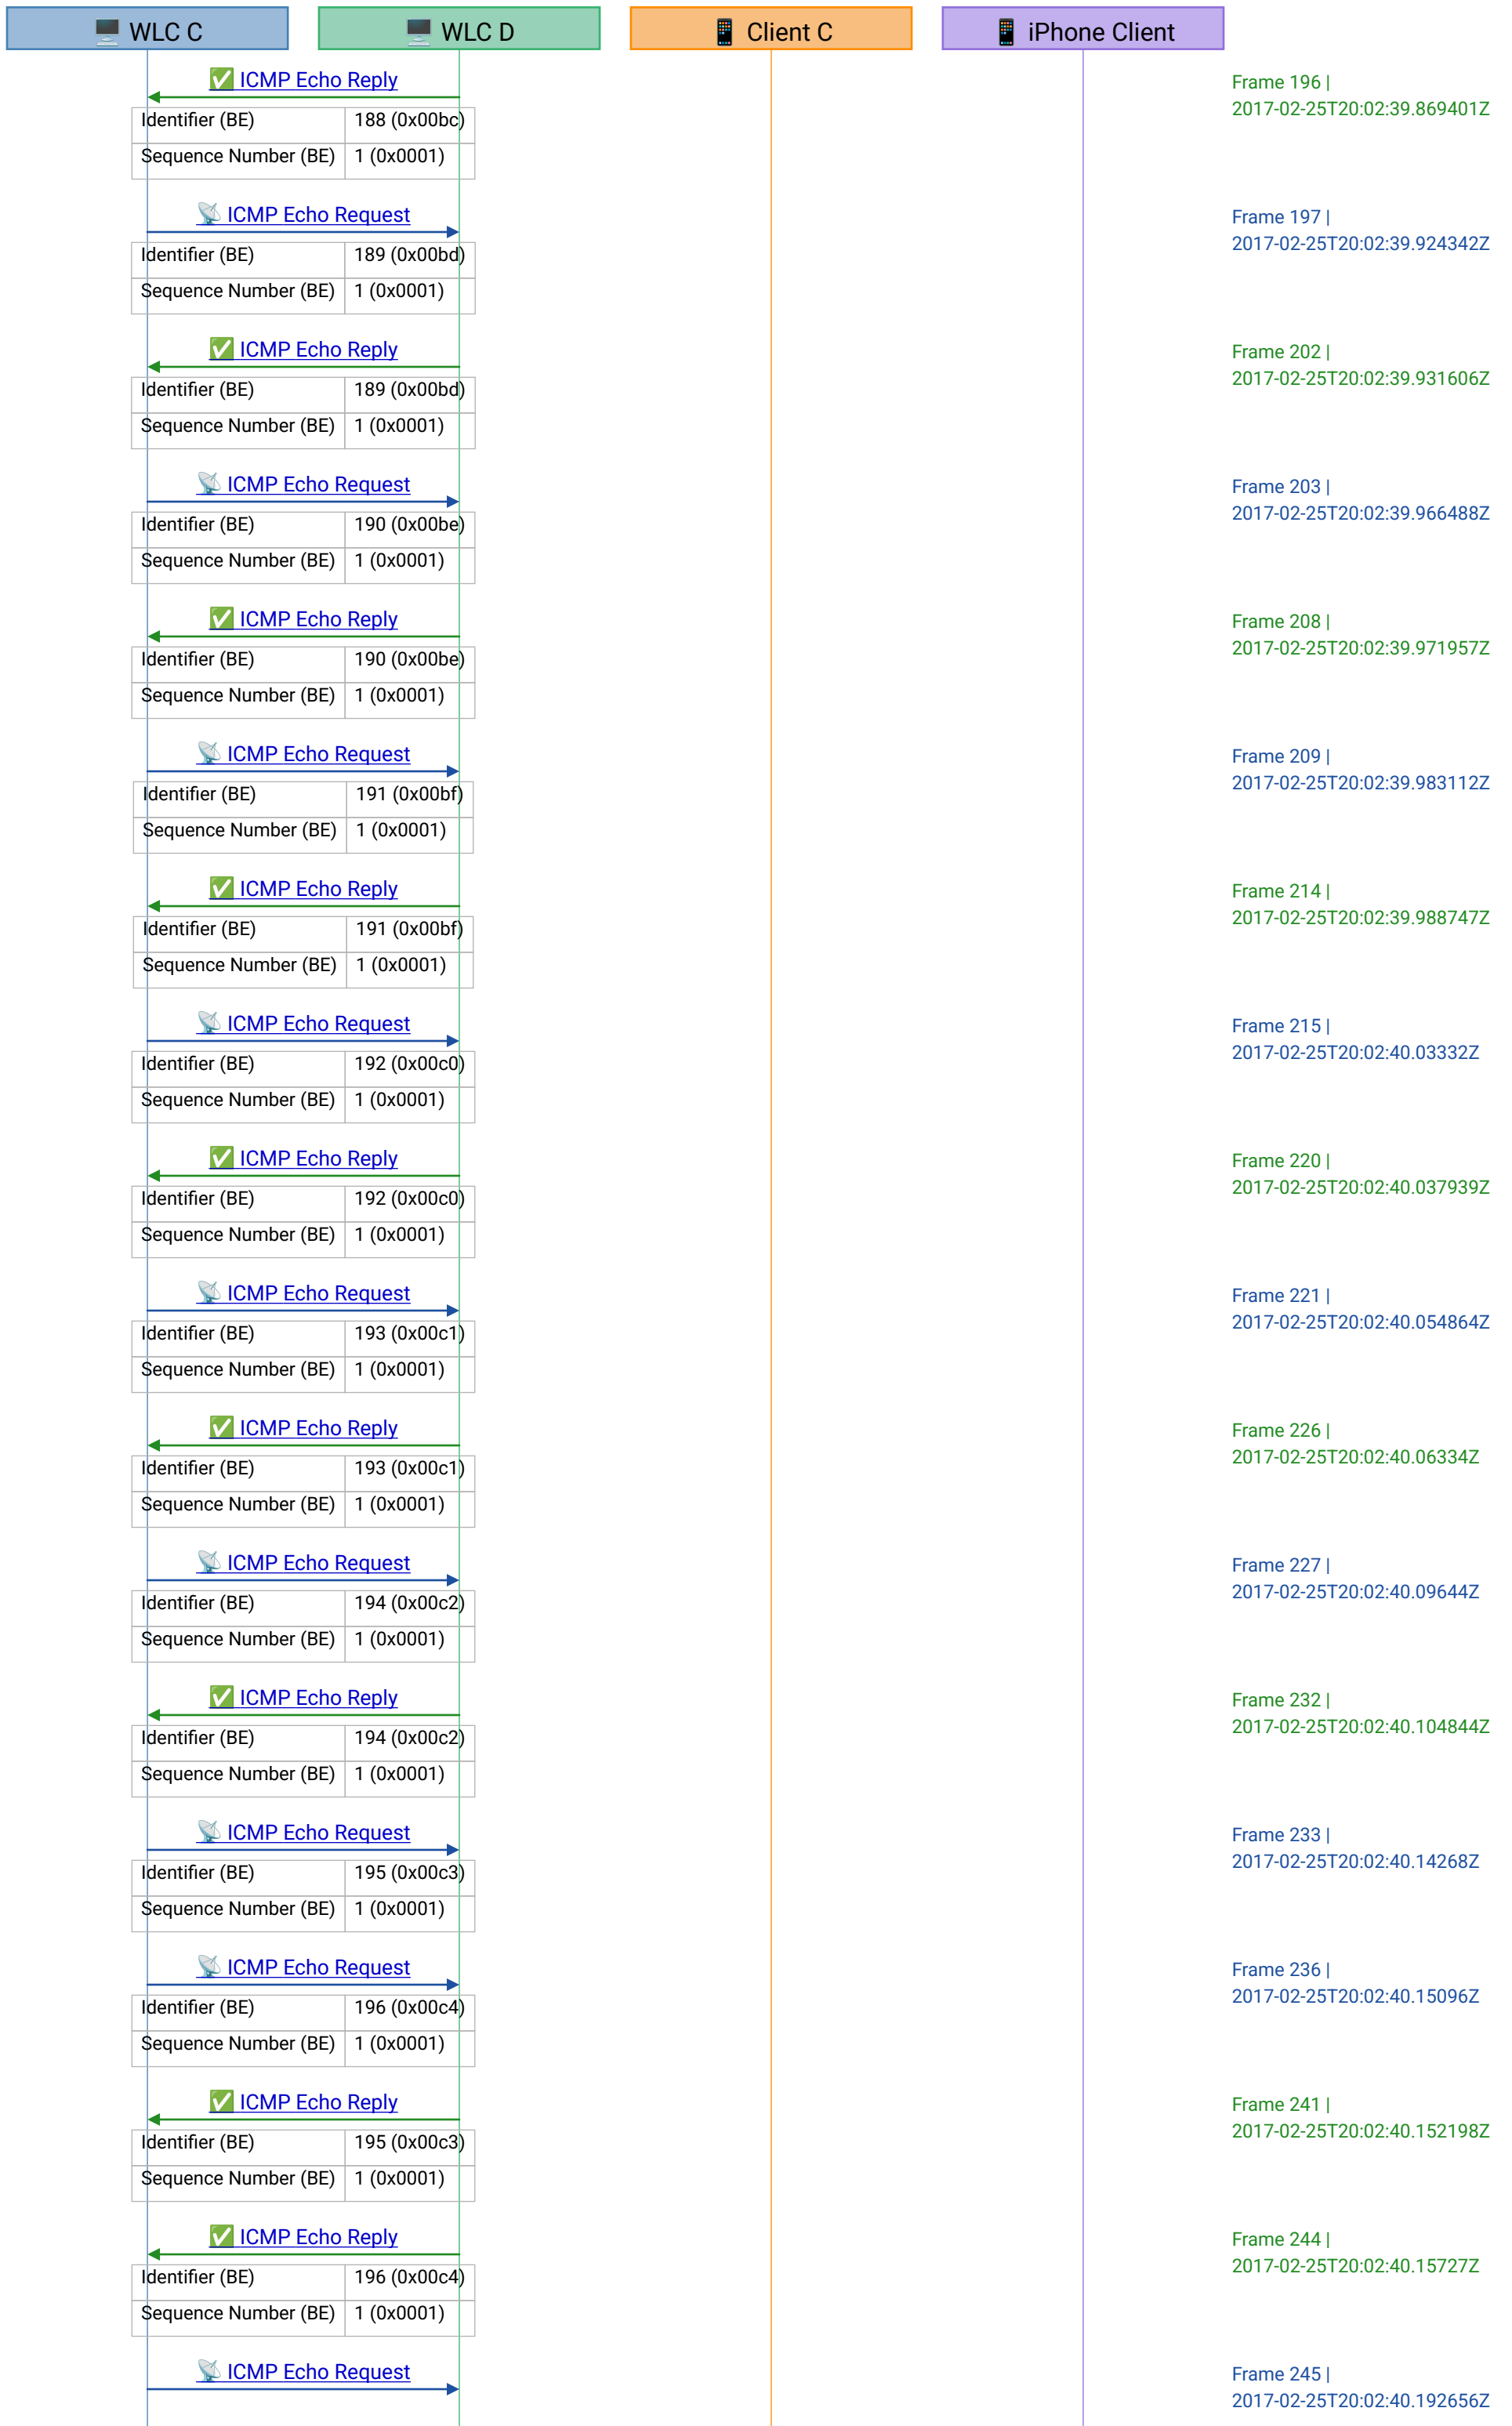 🖥️ WLC C
🖥️ WLC D
📱 Client C
📱 iPhone Client
✅ ICMP Echo Reply
Frame 196 |
2017-02-25T20:02:39.869401Z
Identifier (BE) 188 (0x00bc)
Sequence Number (BE) 1 (0x0001)
📡 ICMP Echo Request
Frame 197 |
2017-02-25T20:02:39.924342Z
Identifier (BE) 189 (0x00bd)
Sequence Number (BE) 1 (0x0001)
✅ ICMP Echo Reply
Frame 202 |
2017-02-25T20:02:39.931606Z
Identifier (BE) 189 (0x00bd)
Sequence Number (BE) 1 (0x0001)
📡 ICMP Echo Request
Frame 203 |
2017-02-25T20:02:39.966488Z
Identifier (BE) 190 (0x00be)
Sequence Number (BE) 1 (0x0001)
✅ ICMP Echo Reply
Frame 208 |
2017-02-25T20:02:39.971957Z
Identifier (BE) 190 (0x00be)
Sequence Number (BE) 1 (0x0001)
📡 ICMP Echo Request
Frame 209 |
2017-02-25T20:02:39.983112Z
Identifier (BE) 191 (0x00bf)
Sequence Number (BE) 1 (0x0001)
✅ ICMP Echo Reply
Frame 214 |
2017-02-25T20:02:39.988747Z
Identifier (BE) 191 (0x00bf)
Sequence Number (BE) 1 (0x0001)
📡 ICMP Echo Request
Frame 215 |
2017-02-25T20:02:40.03332Z
Identifier (BE) 192 (0x00c0)
Sequence Number (BE) 1 (0x0001)
✅ ICMP Echo Reply
Frame 220 |
2017-02-25T20:02:40.037939Z
Identifier (BE) 192 (0x00c0)
Sequence Number (BE) 1 (0x0001)
📡 ICMP Echo Request
Frame 221 |
2017-02-25T20:02:40.054864Z
Identifier (BE) 193 (0x00c1)
Sequence Number (BE) 1 (0x0001)
✅ ICMP Echo Reply
Frame 226 |
2017-02-25T20:02:40.06334Z
Identifier (BE) 193 (0x00c1)
Sequence Number (BE) 1 (0x0001)
📡 ICMP Echo Request
Frame 227 |
2017-02-25T20:02:40.09644Z
Identifier (BE) 194 (0x00c2)
Sequence Number (BE) 1 (0x0001)
✅ ICMP Echo Reply
Frame 232 |
2017-02-25T20:02:40.104844Z
Identifier (BE) 194 (0x00c2)
Sequence Number (BE) 1 (0x0001)
📡 ICMP Echo Request
Frame 233 |
2017-02-25T20:02:40.14268Z
Identifier (BE) 195 (0x00c3)
Sequence Number (BE) 1 (0x0001)
📡 ICMP Echo Request
Frame 236 |
2017-02-25T20:02:40.15096Z
Identifier (BE) 196 (0x00c4)
Sequence Number (BE) 1 (0x0001)
✅ ICMP Echo Reply
Frame 241 |
2017-02-25T20:02:40.152198Z
Identifier (BE) 195 (0x00c3)
Sequence Number (BE) 1 (0x0001)
✅ ICMP Echo Reply
Frame 244 |
2017-02-25T20:02:40.15727Z
Identifier (BE) 196 (0x00c4)
Sequence Number (BE) 1 (0x0001)
📡 ICMP Echo Request
Frame 245 |
2017-02-25T20:02:40.192656Z